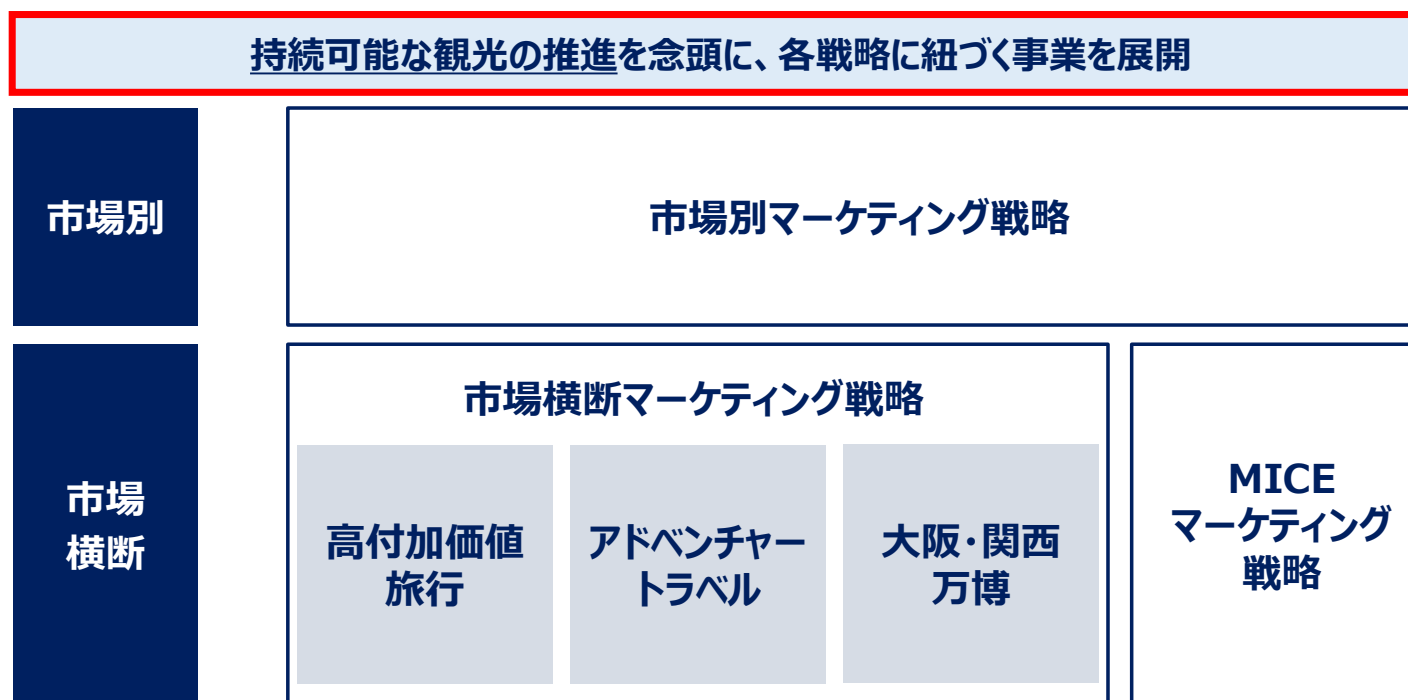 持続可能な観光の推進を念頭に、各戦略に紐づく事業を展開
市場別
市場別マーケティング戦略
市場
横断
市場横断マーケティング戦略
高付加価値
旅行
アドベンチャー
トラベル
大阪・関西
万博
MICE
マーケティング
戦略